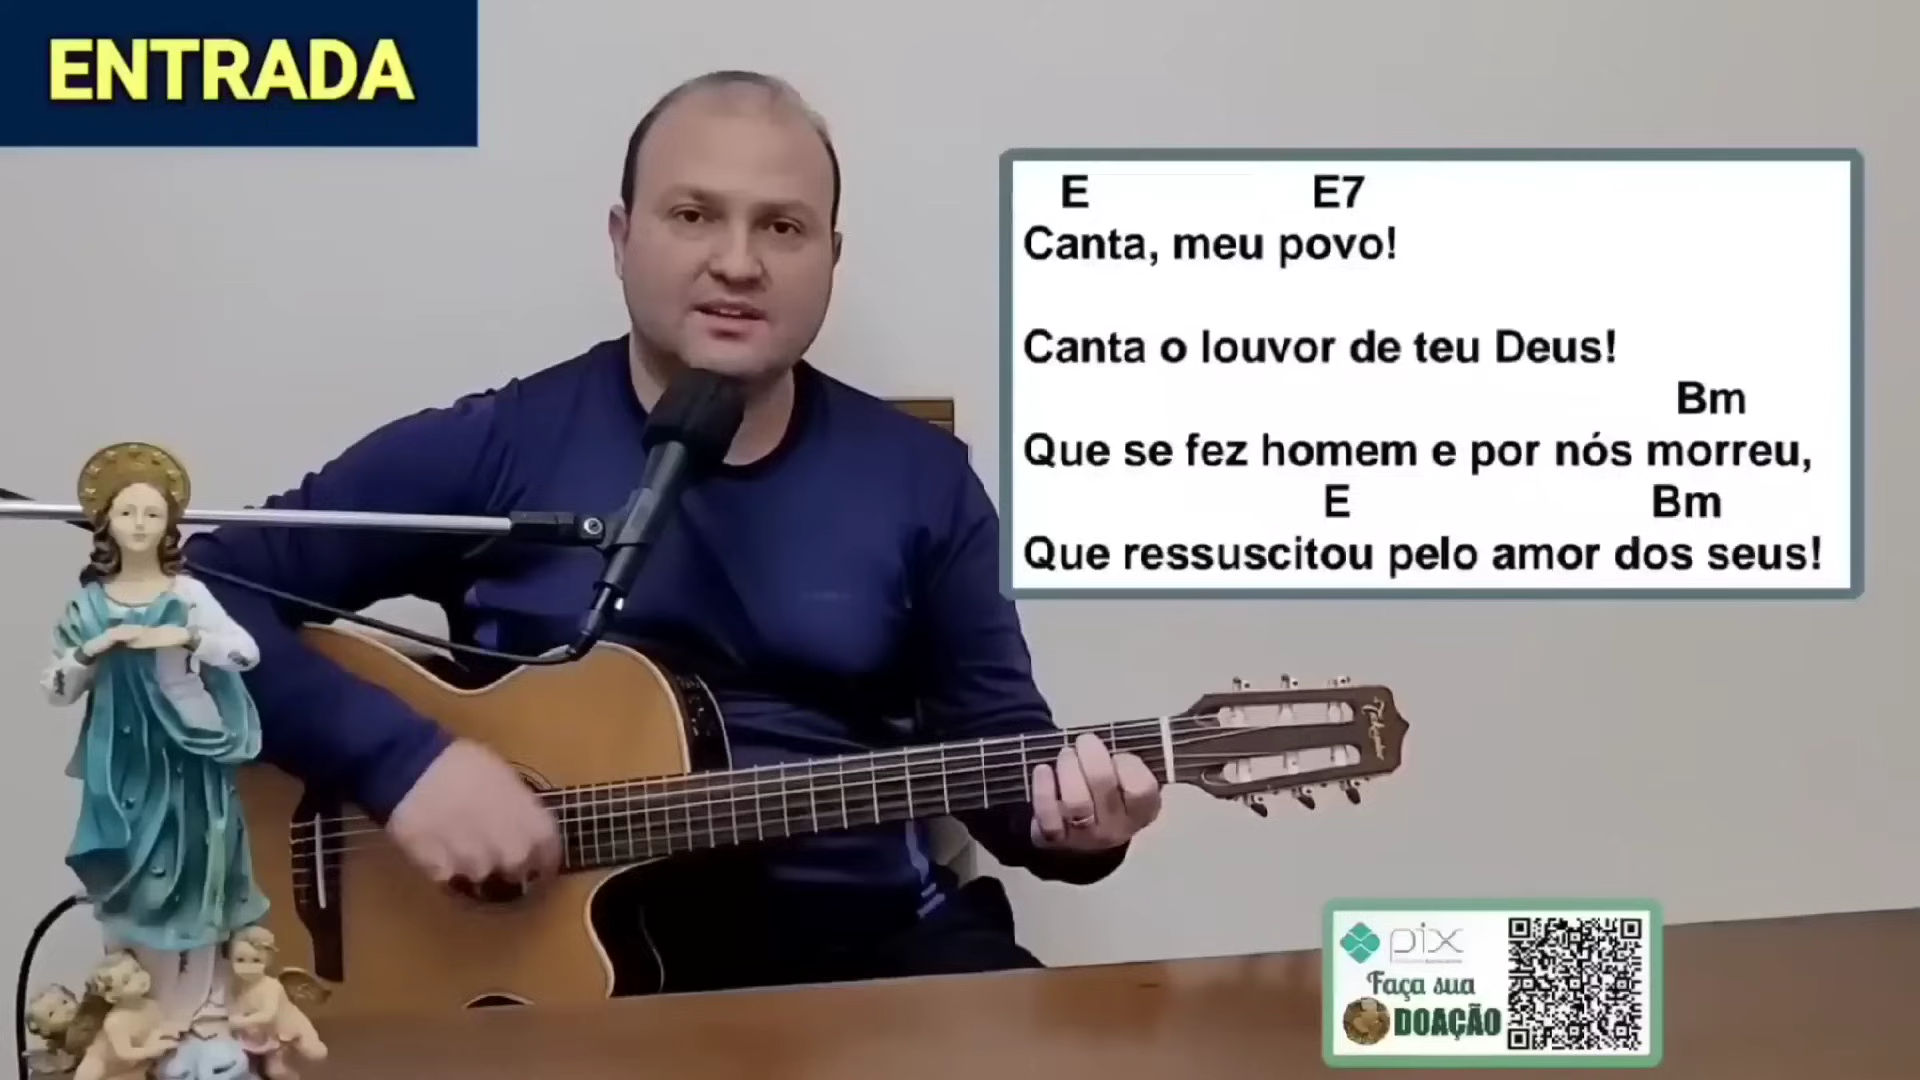 ENTRADA
E E7
Canta, meu povo!
Canta o louvor de teu Deus!
Bm
Que se fez homem e por nós morreu,
E Bm
Que ressuscitou pelo amor dos seus!
pix
Faça sua
DOAÇÃO